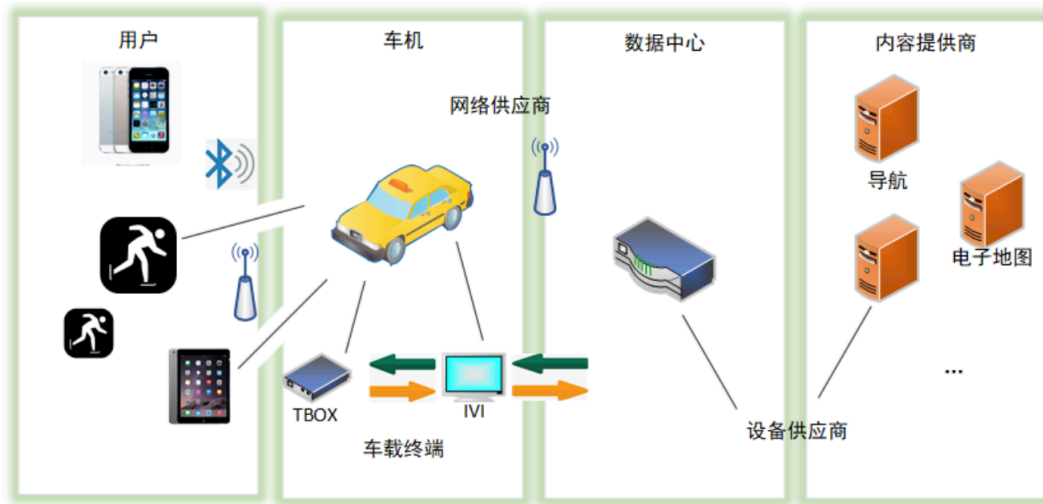 用户
车机
数据中心
内容提供商
网络供应商
导航
电子地图
TBOX
IVI
车载终端
设备供应商
...